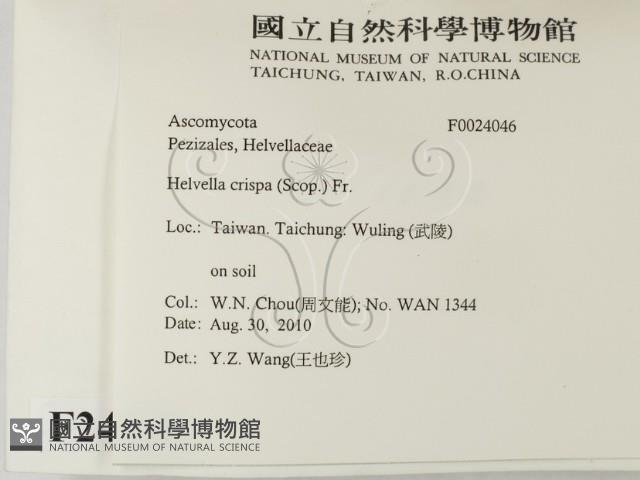 國立自然科學博物館
NATIONAL MUSEUM OF NATURAL SCIENCE
TAICHUNG, TAIWAN, R.O.CHINA
Ascomycota F0024046
Pezizales, Helvellaceae
Helvella crispa (Scop.) Fr.
Loc.: Taiwan. Taichung: Wuling (武陵)
on soil
Col.: W.N. Chou(周文能); No. WAN 1344
Date: Aug. 30, 2010
Det.: Y.Z. Wang(王也珍)
F24
國立自然科學博物館
NATIONAL MUSEUM OF NATURAL SCIENCE